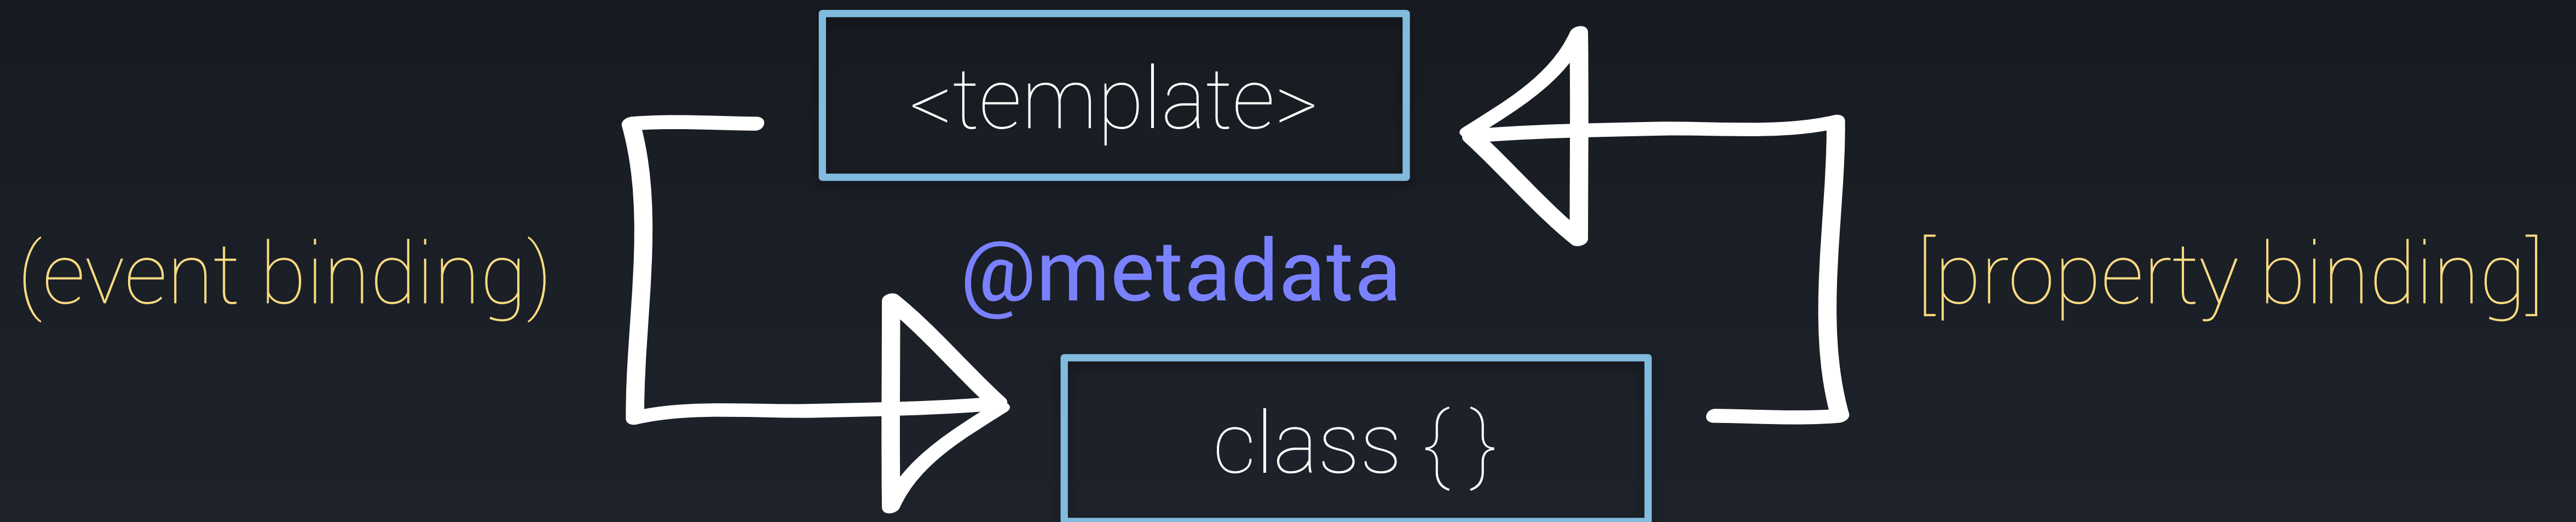 <template>
(event binding)
@metadata
[property binding]
class { }